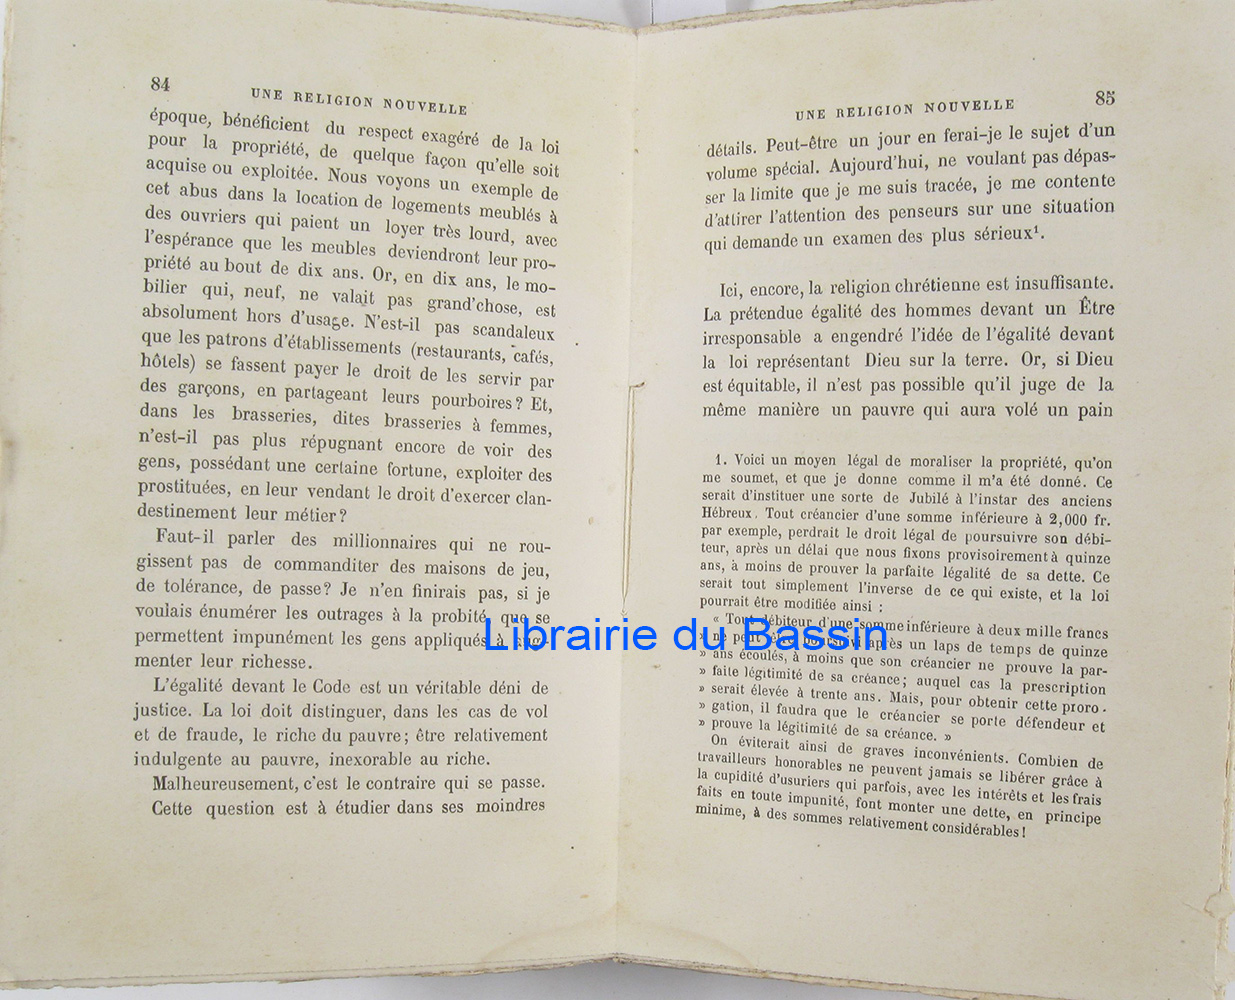 84
UNE RELIGION NOUVELLE
époque, bénéficient du respect exagéré de la loi
pour la propriété, de quelque façon qu'elle soit
acquise ou exploitée. Nous voyons un exemple de
cet abus dans la location de logements meublés à
des ouvriers qui paient un loyer très lourd, avec
l'espérance que les meubles deviendront leur pro-
priété au bout de dix ans. Or, en dix ans, le mo-
bilier qui, neuf, ne valait pas grand'chose, est
absolument hors d'usage. N'est-il pas scandaleux
que les patrons d'établissements (restaurants, cafés,
hôtels) se fassent payer le droit de les servir par
des garçons, en partageant leurs pourboires? Et,
dans les brasseries, dites brasseries à femmes,
n'est-il pas plus répugnant encore de voir des
gens, possédant une certaine fortune, exploiter des
prostituées, en leur vendant le droit d'exercer clan-
destinement leur métier?
Faut-il parler des millionnaires qui ne rou-
gissent pas de commanditer des maisons de jeu,
de tolérance, de passe? Je n'en finirais pas, si je
voulais énumérer les outrages à la probité, que se
permettent impunément les gens appliqués à
menter leur richesse.
L'égalité devant le Code est un véritable déni de
justice. La loi doit distinguer, dans les cas de vol
et de fraude, le riche du pauvre; être relativement
indulgente au pauvre, inexorable au riche.
Malheureusement, c'est le contraire qui se passe.
Cette question est à étudier dans ses moindres
UNE RELIGION NOUVELLE
85
détails. Peut-être un jour en ferai-je le sujet d'un
volume spécial. Aujourd'hui, ne voulant pas dépas-
ser la limite que je me suis tracée, je me contente
d'attirer l'attention des penseurs sur une situation
qui demande un examen des plus sérieux¹.
Ici, encore, la religion chrétienne est insuffisante.
La prétendue égalité des hommes devant un Être
irresponsable a engendré l'idée de l'égalité devant
la loi représentant Dieu sur la terre. Or, si Dieu
est équitable, il n'est pas possible qu'il juge de la
même manière un pauvre qui aura volé un pain
1. Voici un moyen légal de moraliser la propriété, qu'on
me soumet, et que je donne comme il m'a été donné. Ce
serait d'instituer une sorte de Jubilé à l'instar des anciens
Hébreux. Tout créancier d'une somme inférieure à 2,000 fr.
par exemple, perdrait le droit légal de poursuivre son débi-
teur, après un délai que nous fixons provisoirement à quinze
ans, à moins de prouver la parfaite légalité de sa dette. Ce
serait tout simplement l'inverse de ce qui existe, et la loi
pourrait être modifiée ainsi :
« Tout débiteur d'une somme inférieure à deux mille francs
» ne peut être poursuivi après un laps de temps de quinze
» ans écoulés, à moins que son créancier ne prouve la par-
» faite légitimité de sa créance; auquel cas la prescription
» serait élevée à trente ans. Mais, pour obtenir cette proro-
» gation, il faudra que le créancier se porte défendeur et
» prouve la légitimité de sa créance. »
On éviterait ainsi de graves inconvénients. Combien de
travailleurs honorables ne peuvent jamais se libérer grâce à
la cupidité d'usuriers qui parfois, avec les intérêts et les frais
faits en toute impunité, font monter une dette, en principe
minime, à des sommes relativement considérables!
Librairie du Bassin